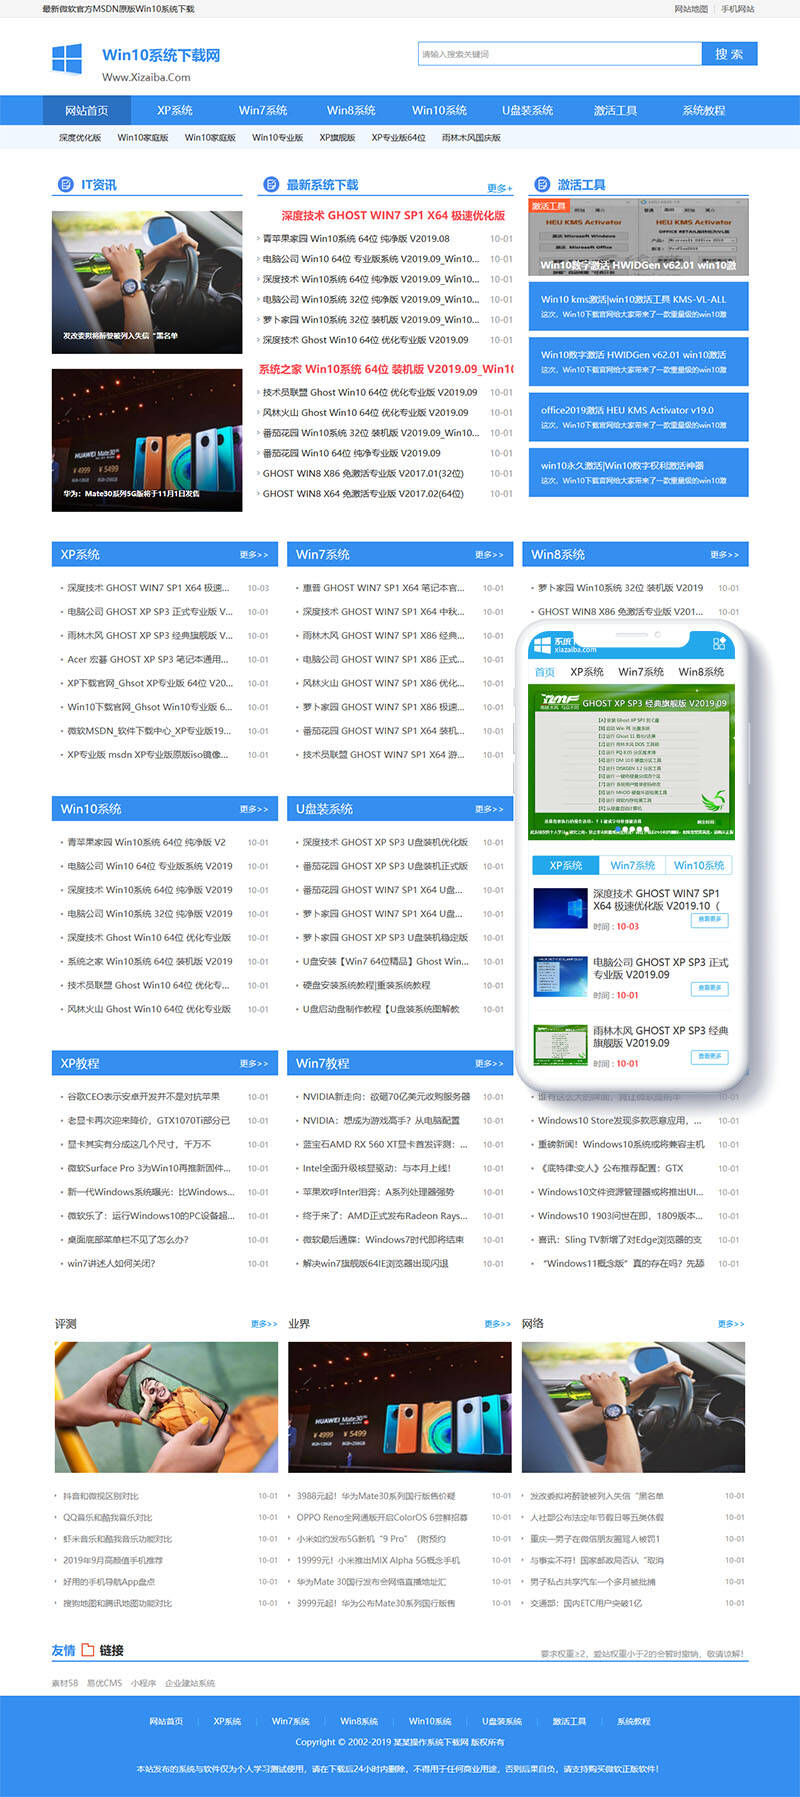 最新微软官方MSDN原版Win10系统下载
网站地图 | 手机网站
Win10系统下载网
Www.Xizaiba.Com
请输入搜索关键词
搜 索
网站首页 XP系统 Win7系统 Win8系统 Win10系统 U盘装系统 激活工具 系统教程
深度优化版 Win10家庭版 Win10家庭版 Win10专业版 XP旗舰版 XP专业版64位 雨林木风国庆版
IT资讯
发改委拟将醉驶被列入失信“黑名单
HUAWEI Mate30
¥ 4999 ¥ 5499
华为：Mate30系列5G版将于11月1日发售
最新系统下载
更多+
深度技术 GHOST WIN7 SP1 X64 极速优化版
青苹果家园 Win10系统 64位 纯净版 V2019.08 10-01
电脑公司 Win10 64位 专业版系统 V2019.09_Win10... 10-01
深度技术 Win10系统 64位 纯净版 V2019.09_Win10... 10-01
电脑公司 Win10系统 32位 纯净版 V2019.09_Win10... 10-01
萝卜家园 Win10系统 32位 装机版 V2019.09_Win10... 10-01
深度技术 Ghost Win10 64位 优化专业版 V2019.09 10-01
系统之家 Win10系统 64位 装机版 V2019.09_Win10
技术员联盟 Ghost Win10 64位 优化专业版 V2019.09 10-01
风林火山 Ghost Win10 64位 优化专业版 V2019.09 10-01
番茄花园 Win10系统 32位 装机版 V2019.09_Win10... 10-01
番茄花园 Win10 64位 纯净专业版 V2019.09 10-01
GHOST WIN8 X86 免激活专业版 V2017.01(32位) 10-01
GHOST WIN8 X64 免激活专业版 V2017.02(64位) 10-01
激活工具
激活工具
HEU KMS Activator HEU KMS Activator
Win10数字激活 HWIDGen v62.01 win10激
Win10 kms激活|win10激活工具 KMS-VL-ALL
这次，Win10下载官网给大家带来了一款重量级的win10激
Win10数字激活 HWIDGen v62.01 win10激活
这次，Win10下载官网给大家带来了一款重量级的win10激
office2019激活 HEU KMS Activator v19.0
这次，Win10下载官网给大家带来了一款重量级的win10激
win10永久激活|Win10数字权利激活神器
这次，Win10下载官网给大家带来了一款重量级的win10激
XP系统 更多>>
深度技术 GHOST WIN7 SP1 X64 极速... 10-03
电脑公司 GHOST XP SP3 正式专业版 V... 10-01
雨林木风 GHOST XP SP3 经典旗舰版 V... 10-01
Acer 宏碁 GHOST XP SP3 笔记本通用... 10-01
XP下载官网_Ghsot XP专业版 64位 V20... 10-01
Win10下载官网_Ghsot Win10专业版 6... 10-01
微软MSDN_软件下载中心_XP专业版19... 10-01
XP专业版 msdn XP专业版原版iso镜像... 10-01
Win7系统 更多>>
惠普 GHOST WIN7 SP1 X64 笔记本官... 10-01
深度技术 GHOST WIN7 SP1 X64 中秋... 10-01
雨林木风 GHOST WIN7 SP1 X86 经典... 10-01
电脑公司 GHOST WIN7 SP1 X86 正式... 10-01
风林火山 GHOST WIN7 SP1 X86 优化... 10-01
萝卜家园 GHOST WIN7 SP1 X86 极速... 10-01
番茄花园 GHOST WIN7 SP1 X64 装机... 10-01
技术员联盟 GHOST WIN7 SP1 X64 游... 10-01
Win8系统 更多>>
萝卜家园 Win10系统 32位 装机版 V2019 10-01
GHOST WIN8 X86 免激活专业版 V201... 10-01
xiazaiba.com
首页 XP系统 Win7系统 Win8系统
GHOST XP SP3 经典旗舰版 V2019.09
XP系统 Win7系统 Win10系统
深度技术 GHOST WIN7 SP1
X64 极速优化版 V2019.10（
时间：10-03 查看更多
电脑公司 GHOST XP SP3 正式
专业版 V2019.09
时间：10-01 查看更多
雨林木风 GHOST XP SP3 经典
旗舰版 V2019.09
时间：10-01 查看更多
Win10系统 更多>>
青苹果家园 Win10系统 64位 纯净版 V2 10-01
电脑公司 Win10 64位 专业版系统 V2019 10-01
深度技术 Win10系统 64位 纯净版 V2019 10-01
电脑公司 Win10系统 32位 纯净版 V2019 10-01
深度技术 Ghost Win10 64位 优化专业版 10-01
系统之家 Win10系统 64位 装机版 V2019 10-01
技术员联盟 Ghost Win10 64位 优化专... 10-01
风林火山 Ghost Win10 64位 优化专业版 10-01
U盘装系统 更多>>
深度技术 GHOST XP SP3 U盘装机优化版 10-01
番茄花园 GHOST XP SP3 U盘装机正式版 10-01
番茄花园 GHOST WIN7 SP1 X64 U盘... 10-01
萝卜家园 GHOST WIN7 SP1 X64 U盘... 10-01
萝卜家园 GHOST XP SP3 U盘装机稳定版 10-01
U盘安装【Win7 64位精品】Ghost Win... 10-01
硬盘安装系统教程|重装系统教程 10-01
U盘启动盘制作教程【U盘装系统图解教 10-01
XP教程 更多>>
谷歌CEO表示安卓开发并不是对抗苹果 10-01
老显卡再次迎来降价，GTX1070Ti部分已 10-01
显卡其实有分成这几个尺寸，千万不 10-01
微软Surface Pro 3为Win10再推新固件... 10-01
新一代Windows系统曝光：比Windows... 10-01
微软乐了：运行Windows10的PC设备超... 10-01
桌面底部菜单栏不见了怎么办? 10-01
win7讲述人如何关闭? 10-01
Win7教程 更多>>
NVIDIA新走向：欲砸70亿美元收购服务器 10-01
NVIDIA：想成为游戏高手？从电脑配置 10-01
蓝宝石AMD RX 560 XT显卡首发评测：... 10-01
Intel全面升级核显驱动：与本月上线！ 10-01
苹果欢呼Inter泪奔：A系列处理器强势 10-01
终于来了：AMD正式发布Radeon Rays... 10-01
微软最后通牒：Windows7时代即将结束 10-01
解决win7旗舰版64IE浏览器出现闪退 10-01
10-01
Windows10 Store发现多款恶意应用，... 10-01
重磅新闻！Windows10系统或将兼容主机 10-01
《底特律:变人》公布推荐配置：GTX 10-01
Windows10文件资源管理器或将推出UI... 10-01
Windows10 1903问世在即，1809版本... 10-01
喜讯：Sling TV新增了对Edge浏览器的支 10-01
“Windows11概念版”真的存在吗？先舔 10-01
评测 更多>>
抖音和微视区别对比 10-01
QQ音乐和酷我音乐对比 10-01
虾米音乐和酷我音乐功能对比 10-01
2019年9月高颜值手机推荐 10-01
好用的手机导航App盘点 10-01
搜狗地图和腾讯地图功能对比 10-01
业界 更多>>
HUAWEI Mate30
¥ 4999 ¥ 5499
3988元起！华为Mate30系列国行版售价疑 10-01
OPPO Reno全网通版开启ColorOS 6尝鲜招募 10-01
小米如约发布5G新机“9 Pro”（附预约 10-01
19999元！小米推出MIX Alpha 5G概念手机 10-01
华为Mate 30国行发布会网络直播地址汇 10-01
3999元起！华为公布Mate30系列国行版售 10-01
网络 更多>>
发改委拟将醉驶被列入失信“黑名单 10-01
人社部公布法定年节假日等五类休假 10-01
重庆一男子在微信朋友圈骂人被罚1 10-01
与事实不符！国家邮政局否认“取消 10-01
男子私占共享汽车一个多月被批捕 10-01
交通部：国内ETC用户突破1亿 10-01
友情 链接
要求权重≥2，爱站权重小于2的会暂时撤销，敬请谅解！
素材58 易优CMS 小程序 企业建站系统
网站首页 XP系统 Win7系统 Win8系统 Win10系统 U盘装系统 激活工具 系统教程
Copyright © 2002-2019 某某操作系统下载网 版权所有
本站发布的系统与软件仅为个人学习测试使用，请在下载后24小时内删除，不得用于任何商业用途，否则后果自负，请支持购买微软正版软件！